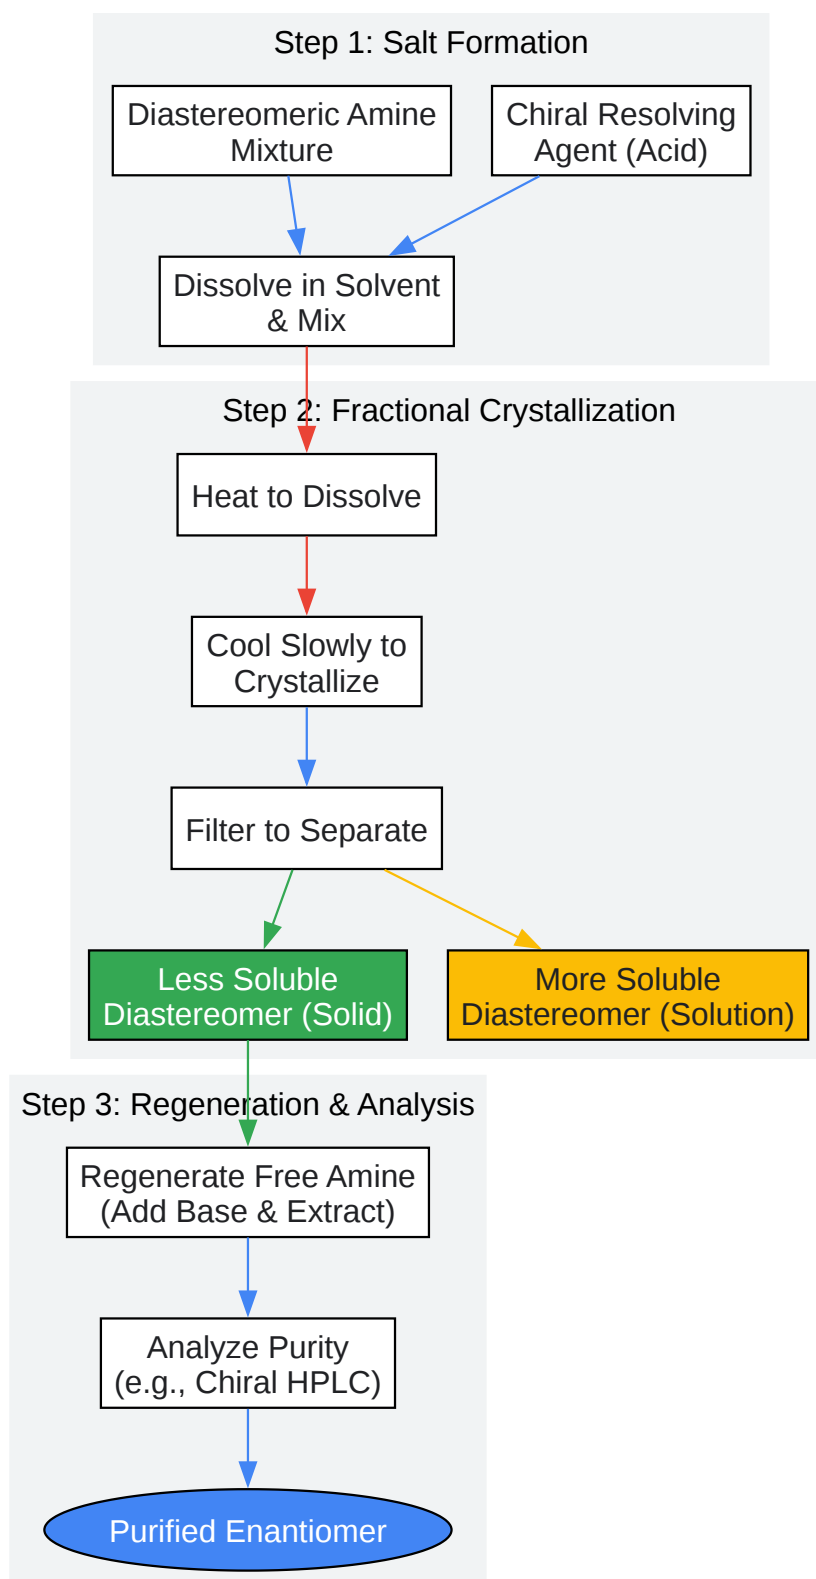 Step 1: Salt Formation
Diastereomeric Amine
Mixture
Chiral Resolving
Agent (Acid)
Dissolve in Solvent
& Mix
Step 2: Fractional Crystallization
Heat to Dissolve
Cool Slowly to
Crystallize
Filter to Separate
Less Soluble
Diastereomer (Solid)
More Soluble
Diastereomer (Solution)
Step 3: Regeneration & Analysis
Regenerate Free Amine
(Add Base & Extract)
Analyze Purity
(e.g., Chiral HPLC)
Purified Enantiomer